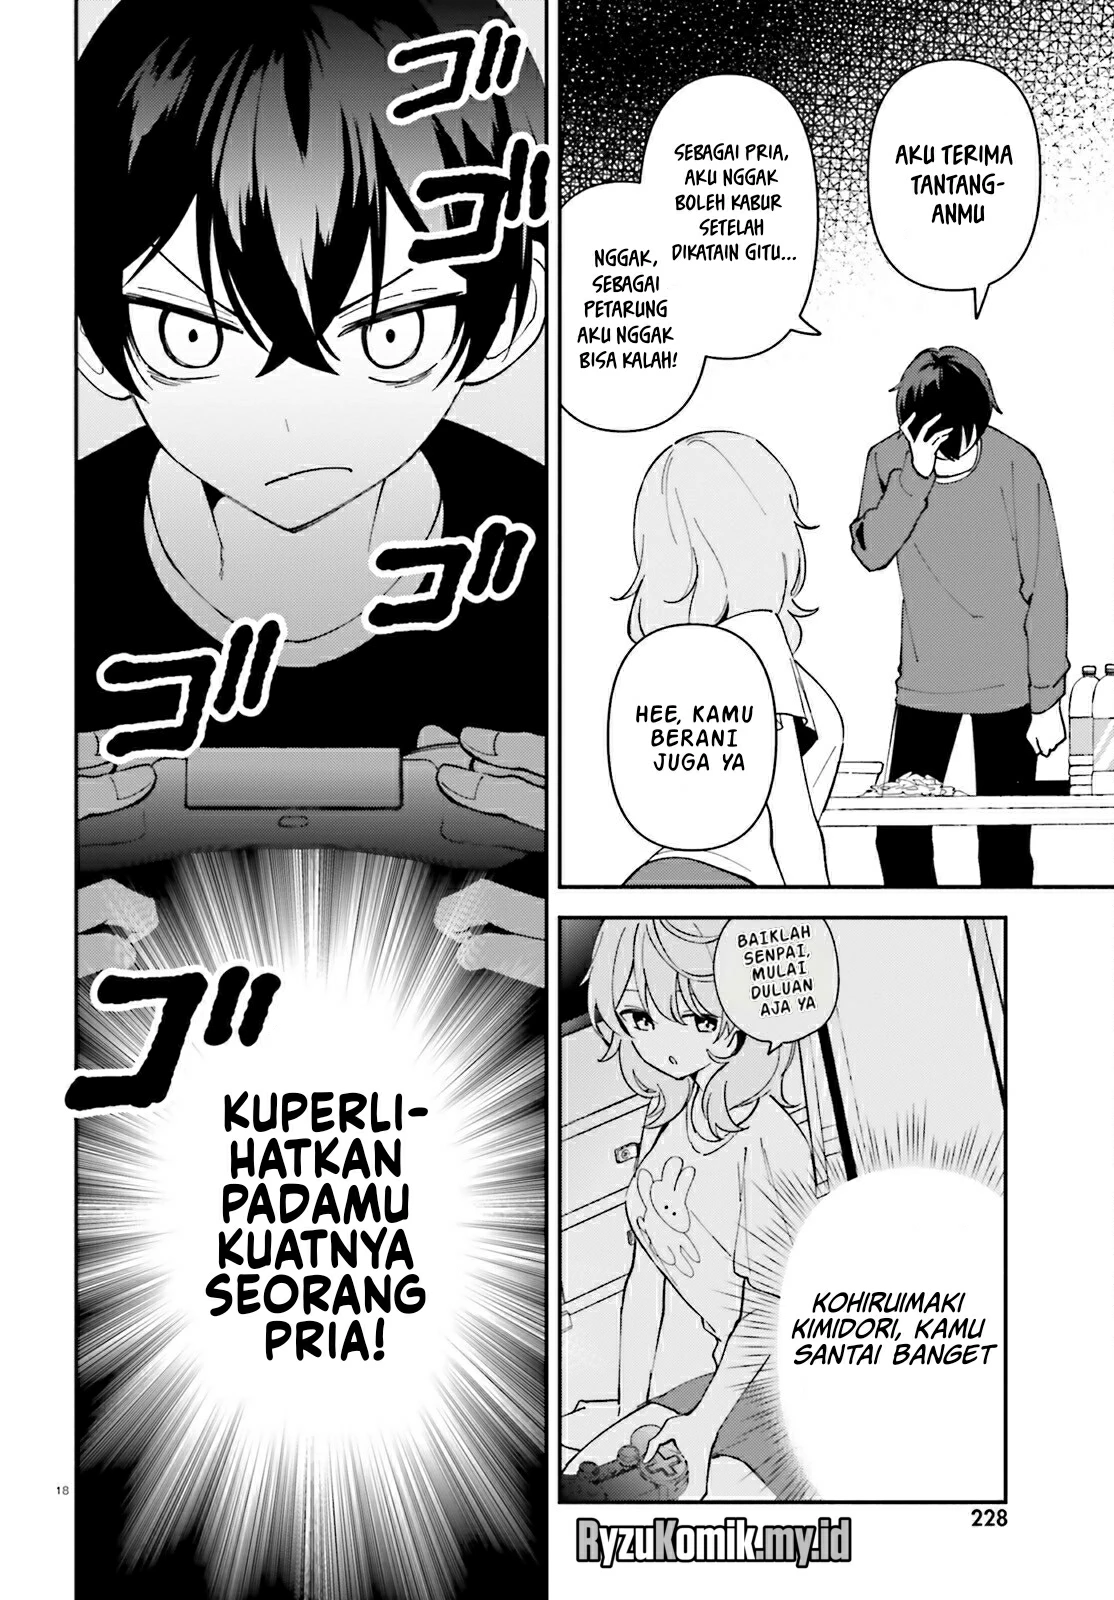 AKU TERIMA
TANTANG-
ANMU
SEBAGAI PRIA,
AKU NGGAK
BOLEH KABUR
SETELAH
DIKATAIN GITU...
NGGAK,
SEBAGAI
PETARUNG
AKU NGGAK
BISA KALAH!
HEE, KAMU
BERANI
JUGA YA
BAIKLAH
SENPAI,
MULAI
DULUAN
AJA YA
KOHIRUIMAKI
KIMIDORI, KAMU
SANTAI BANGET
228
RyzuKomik.my.id
ゴ
ゴ
ゴ
ゴ
ゴ
ゴ
KUPERLI-
HATKAN
PADAMU
KUATNYA
SEORANG
PRIA!
18